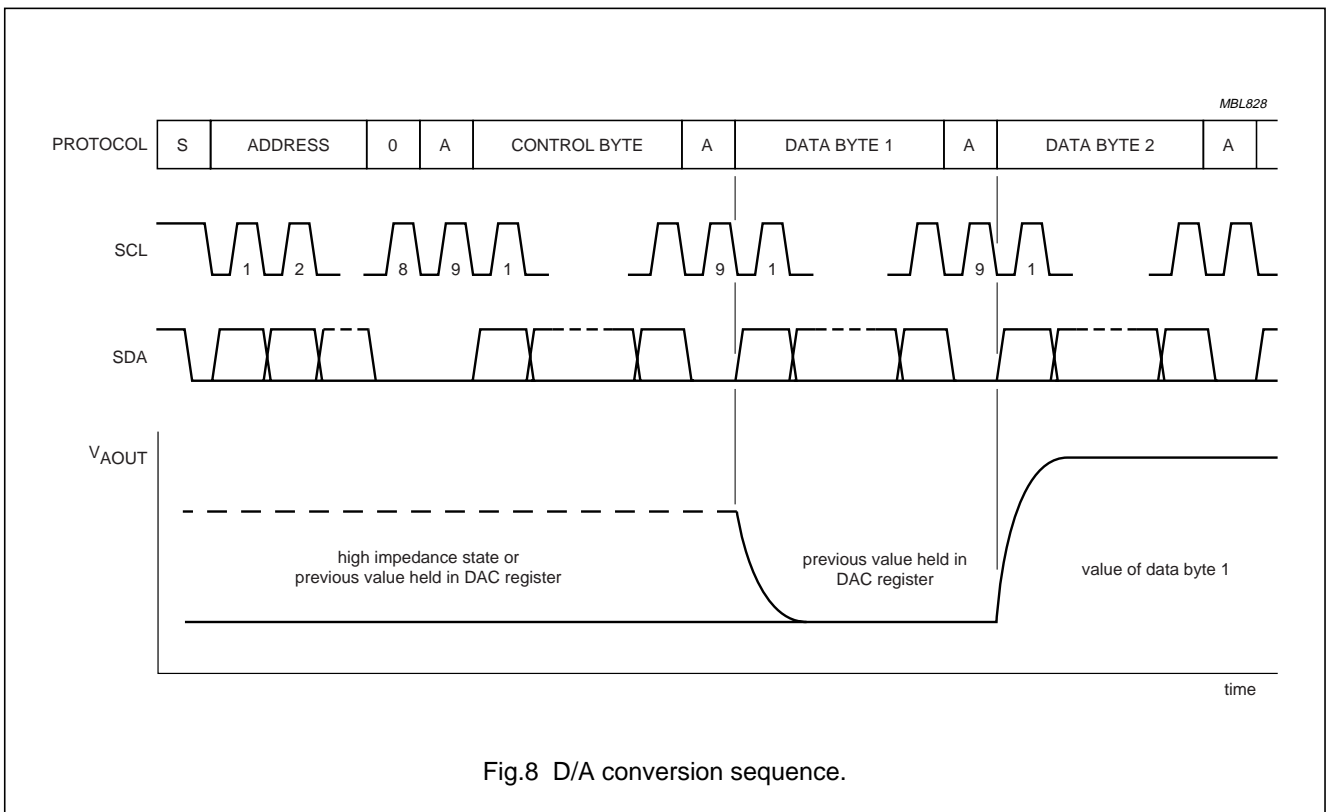 MBL828
PROTOCOL S ADDRESS 0 A CONTROL BYTE A DATA BYTE 1 A DATA BYTE 2 A
SCL 1 2 8 9 1 9 1 9 1
SDA
VAOUT
high impedance state or
previous value held in DAC register
previous value held in
DAC register
value of data byte 1
time
Fig.8 D/A conversion sequence.